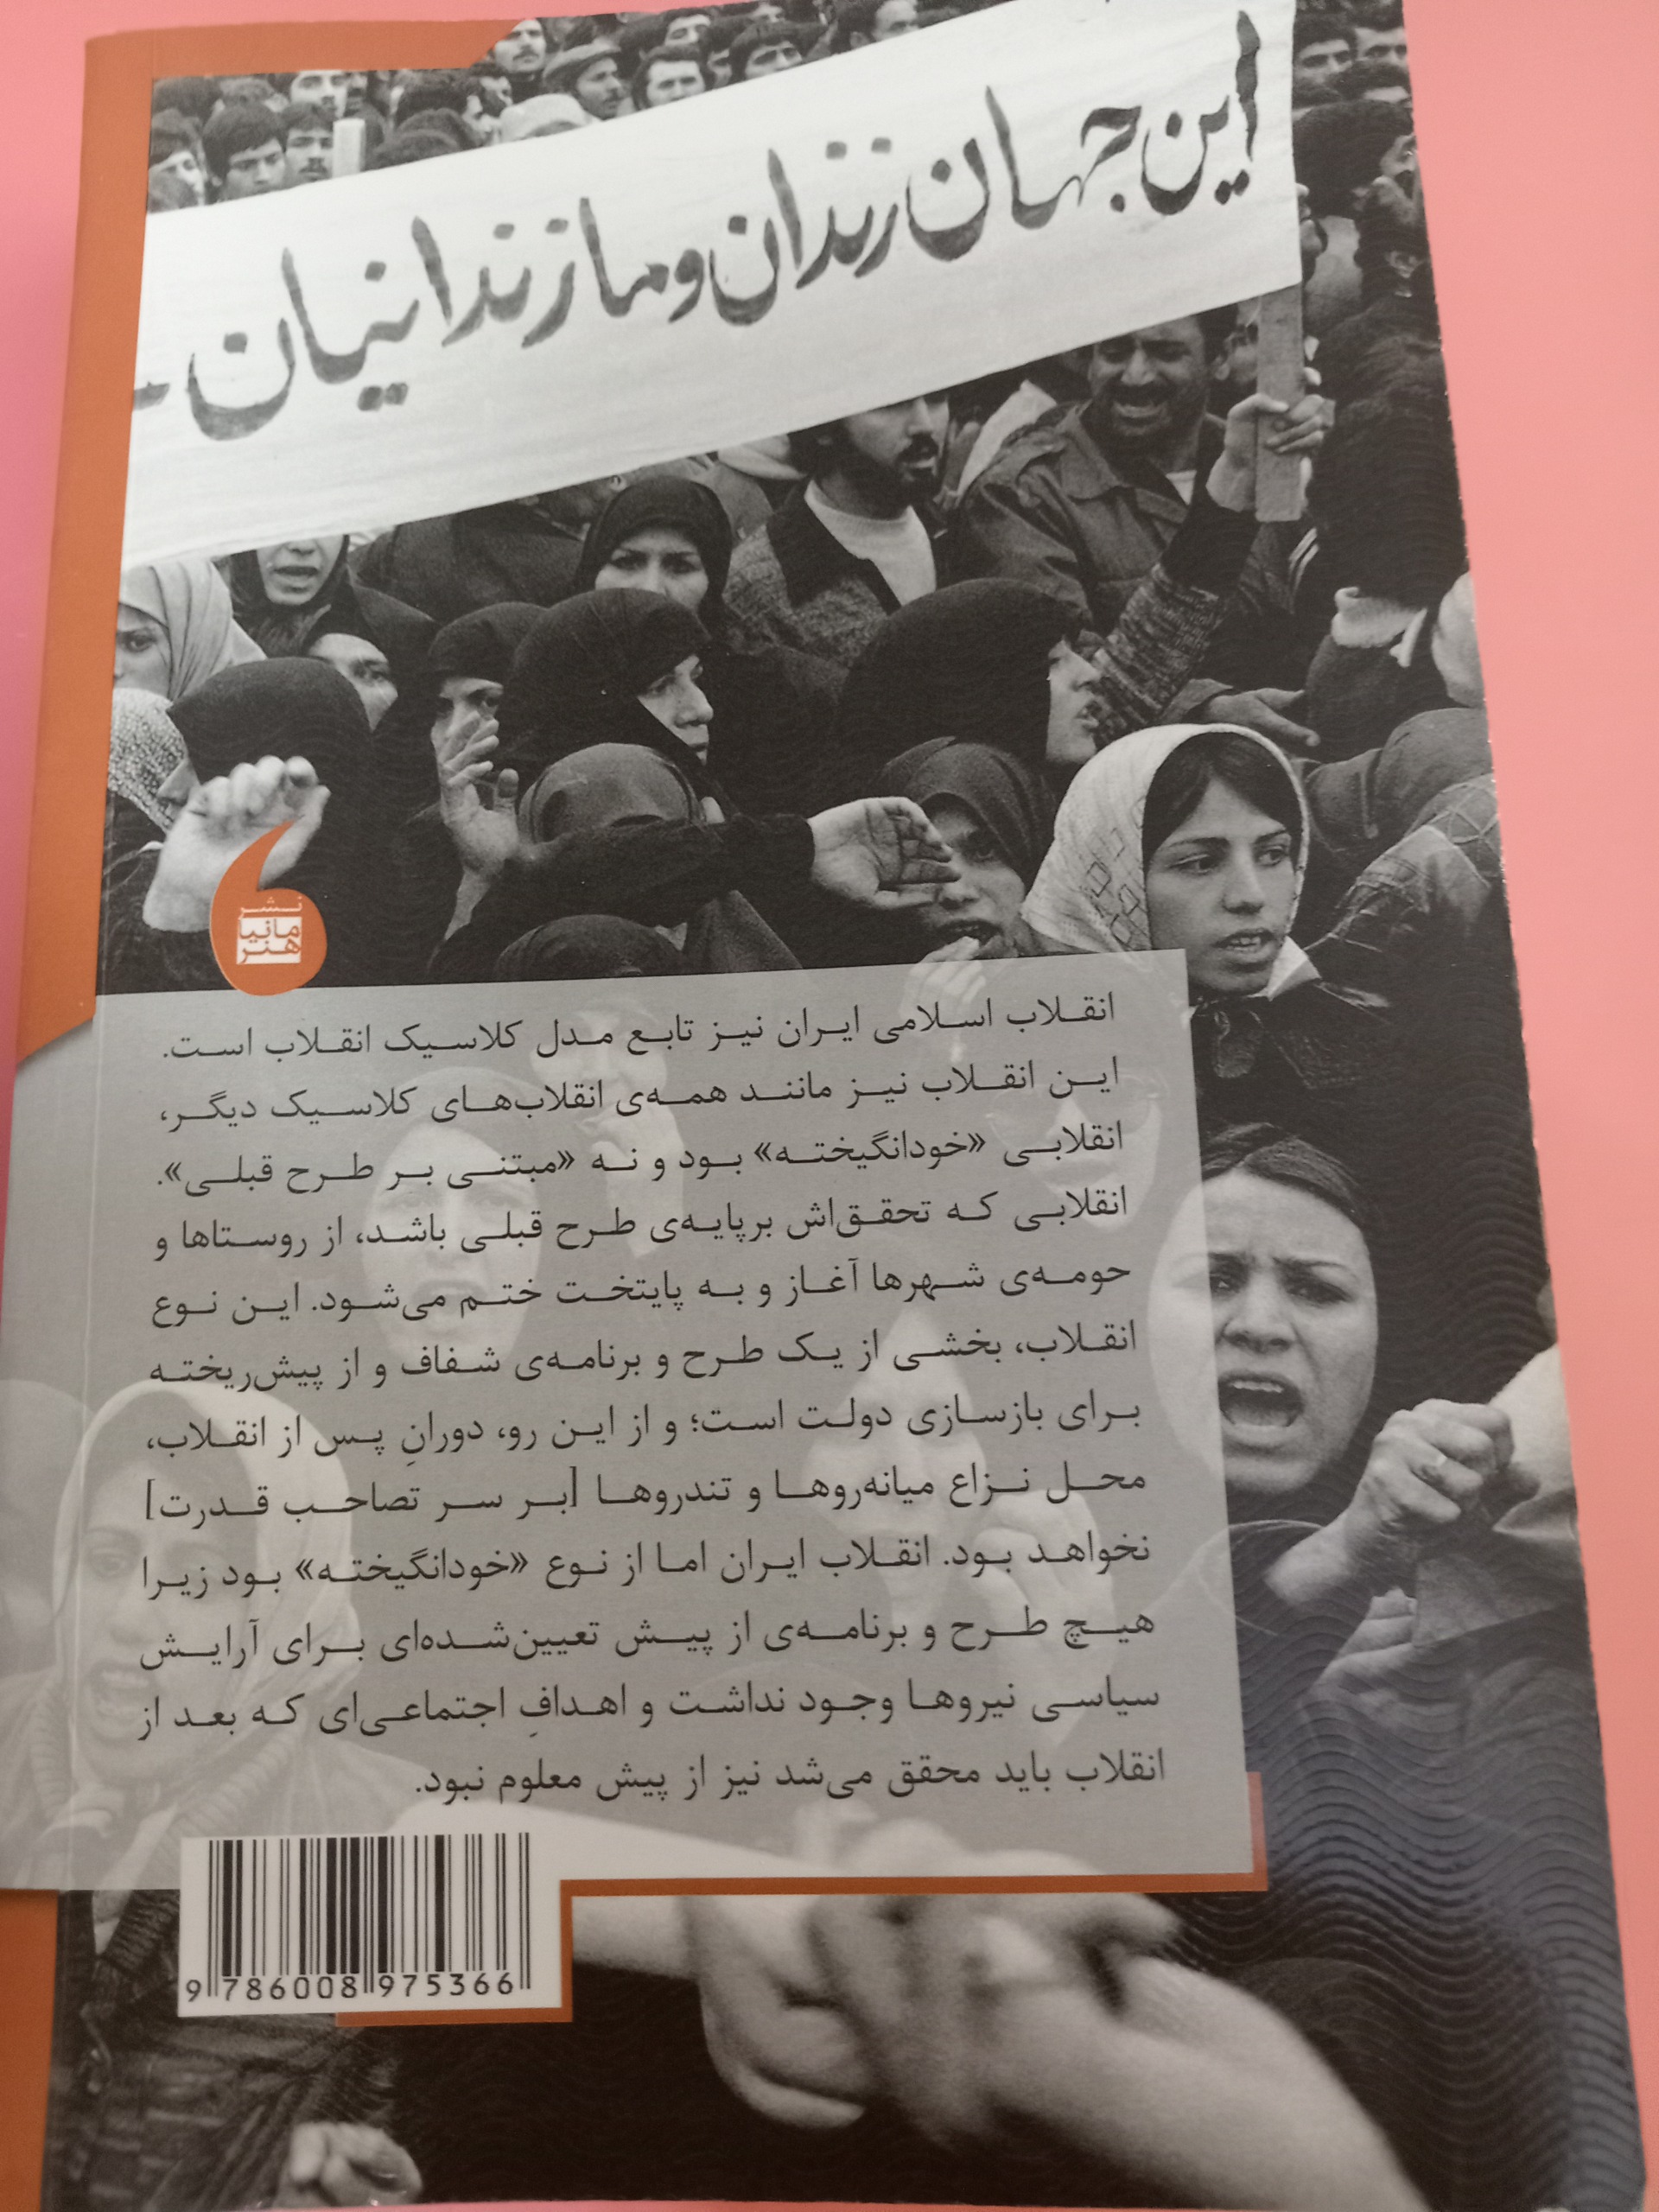 این جهان زندان و ما زندانیان -
نشر
مانیا
هنر
انقلاب اسلامی ایران نیز تابع مدل کلاسیک انقلاب است.
این انقلاب نیز مانند همه‌ی انقلاب‌های کلاسیک دیگر،
انقلابی «خودانگیخته» بود و نه «مبتنی بر طرح قبلی».
انقلابی که تحقق‌اش برپایه‌ی طرح قبلی باشد، از روستاها و
حومه‌ی شهرها آغاز و به پایتخت ختم می‌شود. این نوع
انقلاب، بخشی از یک طرح و برنامه‌ی شفاف و از پیش‌ریخته
برای بازسازی دولت است؛ و از این رو، دورانِ پس از انقلاب،
محل نزاع میانه‌روها و تندروها [بر سر تصاحب قدرت]
نخواهد بود. انقلاب ایران اما از نوع «خودانگیخته» بود زیرا
هیچ طرح و برنامه‌ی از پیش تعیین‌شده‌ای برای آرایش
سیاسی نیروها وجود نداشت و اهدافِ اجتماعی‌ای که بعد از
انقلاب باید محقق می‌شد نیز از پیش معلوم نبود.
9 786008 975366